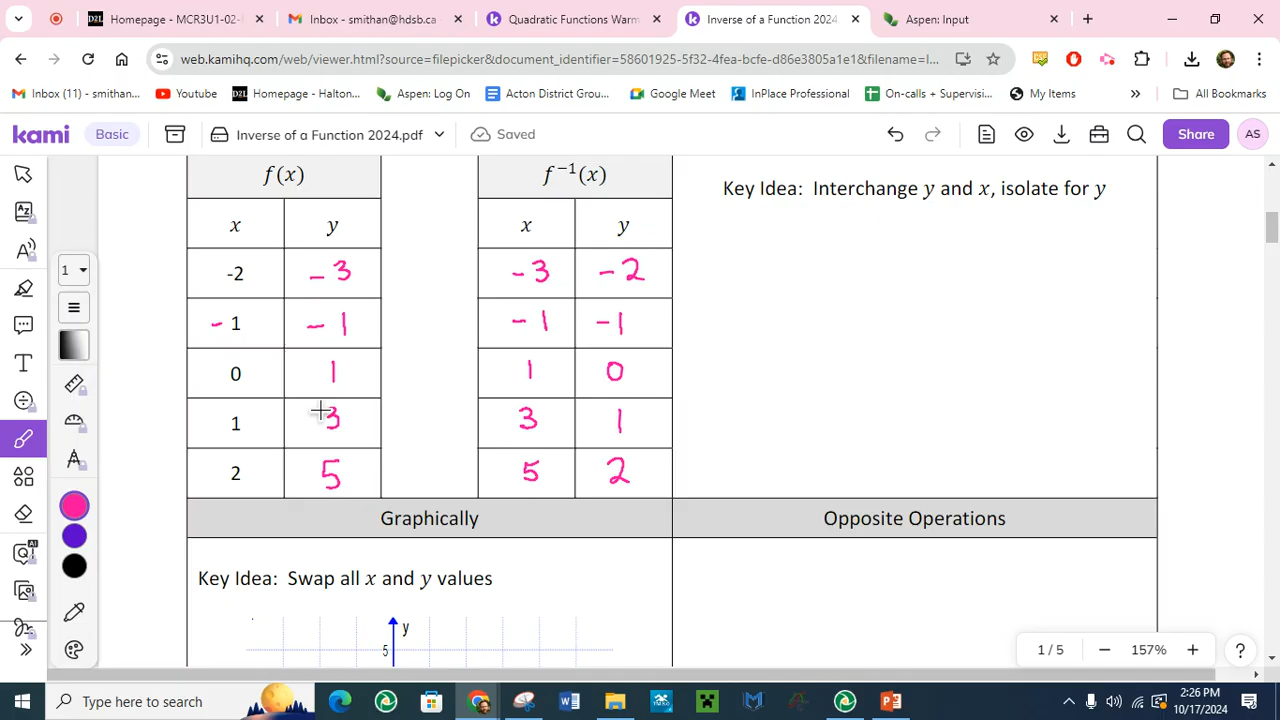 Homepage - MCR3U1-02-
Inbox - smithan@hdsb.ca
Quadratic Functions Warm
Inverse of a Function 2024.
Aspen: Input
web.kamihq.com/web/viewer.html?source=filepicker&document_identifier=58601925-5f32-4fea-bcfe-d86e3805a1e1&filename=I...
Inbox (11) - smithan...
Youtube
Homepage - Halton...
Aspen: Log On
Acton District Grou...
Google Meet
InPlace Professional
On-calls + Supervisi...
My Items
All Bookmarks
kami
Basic
Inverse of a Function 2024.pdf
Saved
Share
AS
f(x)
f⁻¹(x)
Key Idea: Interchange y and x, isolate for y
x y x y
-2 -3 -3 -2
-1 -1 -1 -1
0 1 1 0
1 3 3 1
2 5 5 2
Graphically
Opposite Operations
Key Idea: Swap all x and y values
y
5
1
1 / 5
157%
Type here to search
2:26 PM
10/17/2024